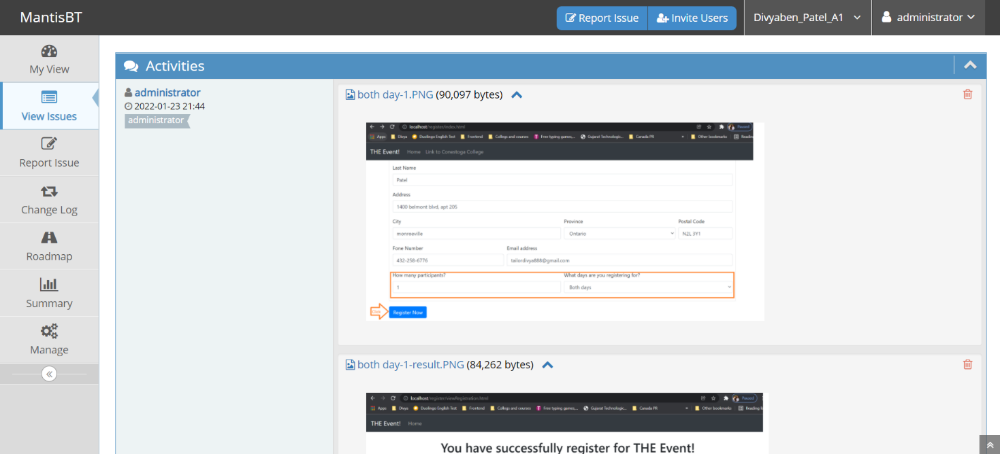 MantisBT
Report Issue
Invite Users
Divyaben_Patel_A1
administrator
My View
View Issues
Report Issue
Change Log
Roadmap
Summary
Manage
Activities
administrator
2022-01-23 21:44
administrator
both day-1.PNG (90,097 bytes)
localhost/register/index.html
Paused
Apps Divya Duolingo English Test Frontend Collegs and courses Free typing games,... Gujarat Technologic... Canada PR » Other bookmarks Reading
THE Event! Home Link to Conestoga College
Last Name
Patel
Address
1400 belmont blvd, apt 205
City Province Postal Code
monroeville Ontario N2L 3Y1
Fone Number Email address
432-258-6776 tailordivya888@gmail.com
How many participants? What days are you registering for?
1 Both days
Click Register Now
both day-1-result.PNG (84,262 bytes)
localhost/register/viewRegistration.html
Paused
Apps Divya Duolingo English Test Frontend Collegs and courses Free typing games,... Gujarat Technologic... Canada PR » Other bookmarks Reading
THE Event! Home
You have successfully register for THE Event!